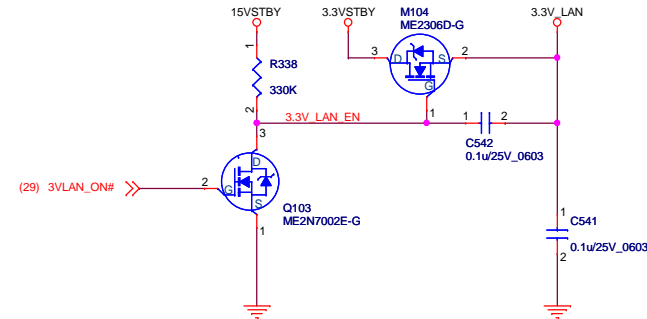 15VSTBY
3.3VSTBY
M104
ME2306D-G
3.3V_LAN
1
R338
330K
2
3
D
S
2
G
1
3.3V_LAN_EN
1
2
C542
0.1u/25V_0603
3
D
(29) 3VLAN_ON#
2
G
S
1
Q103
ME2N7002E-G
1
C541
0.1u/25V_0603
2